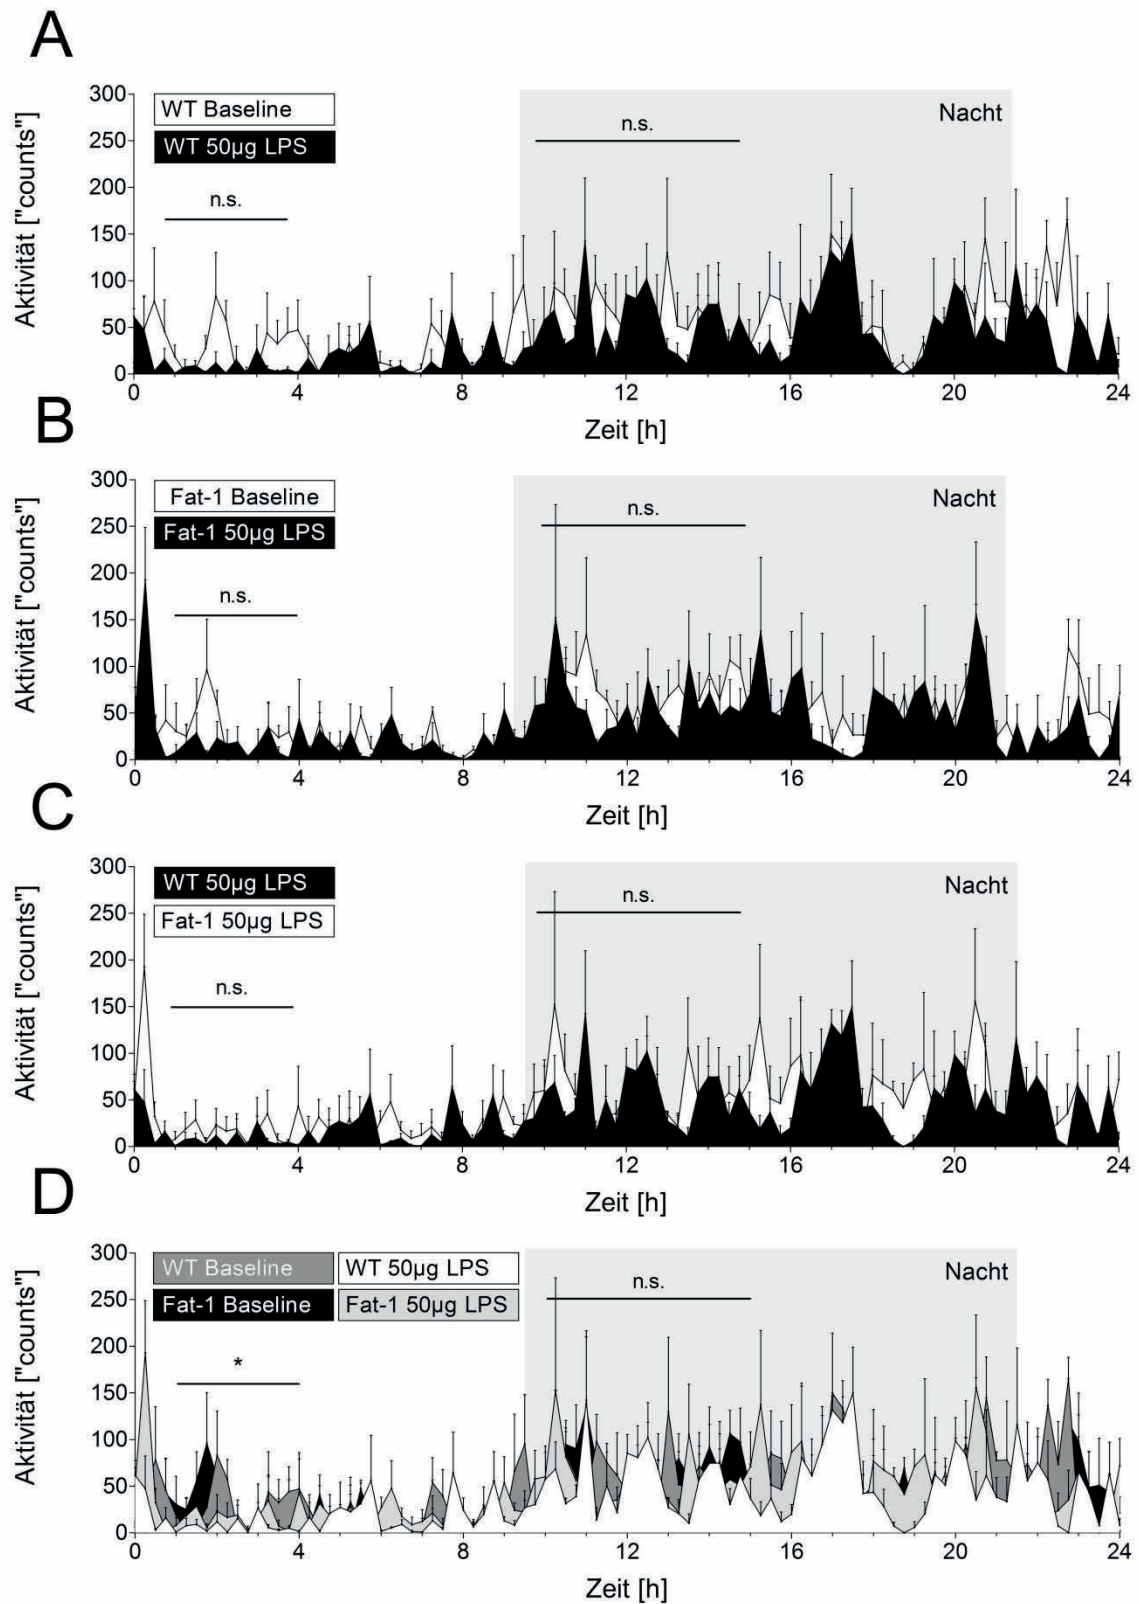 A
Aktivität ["counts"]
300
250
200
150
100
50
0
WT Baseline
WT 50µg LPS
n.s.
n.s.
Nacht
0 4 8 12 16 20 24
Zeit [h]
B
Aktivität ["counts"]
300
250
200
150
100
50
0
Fat-1 Baseline
Fat-1 50µg LPS
n.s.
n.s.
Nacht
0 4 8 12 16 20 24
Zeit [h]
C
Aktivität ["counts"]
300
250
200
150
100
50
0
WT 50µg LPS
Fat-1 50µg LPS
n.s.
n.s.
Nacht
0 4 8 12 16 20 24
Zeit [h]
D
Aktivität ["counts"]
300
250
200
150
100
50
0
WT Baseline WT 50µg LPS
Fat-1 Baseline Fat-1 50µg LPS
*
n.s.
Nacht
0 4 8 12 16 20 24
Zeit [h]